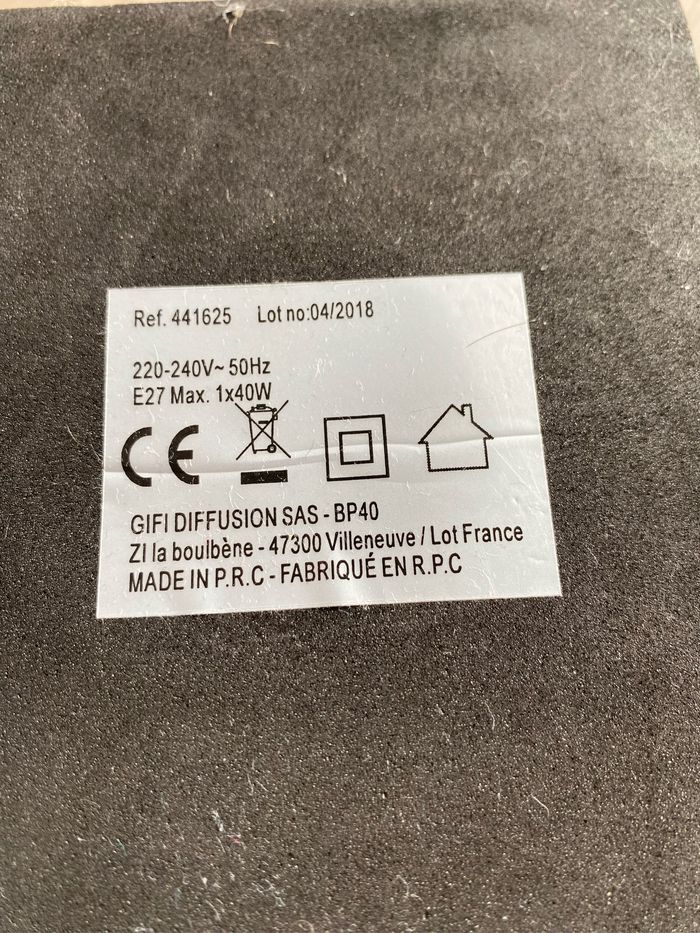 Ref. 441625 Lot no:04/2018
220-240V~ 50Hz
E27 Max. 1x40W
CE
GIFI DIFFUSION SAS - BP40
ZI la boulbène - 47300 Villeneuve / Lot France
MADE IN P.R.C - FABRIQUÉ EN R.P.C